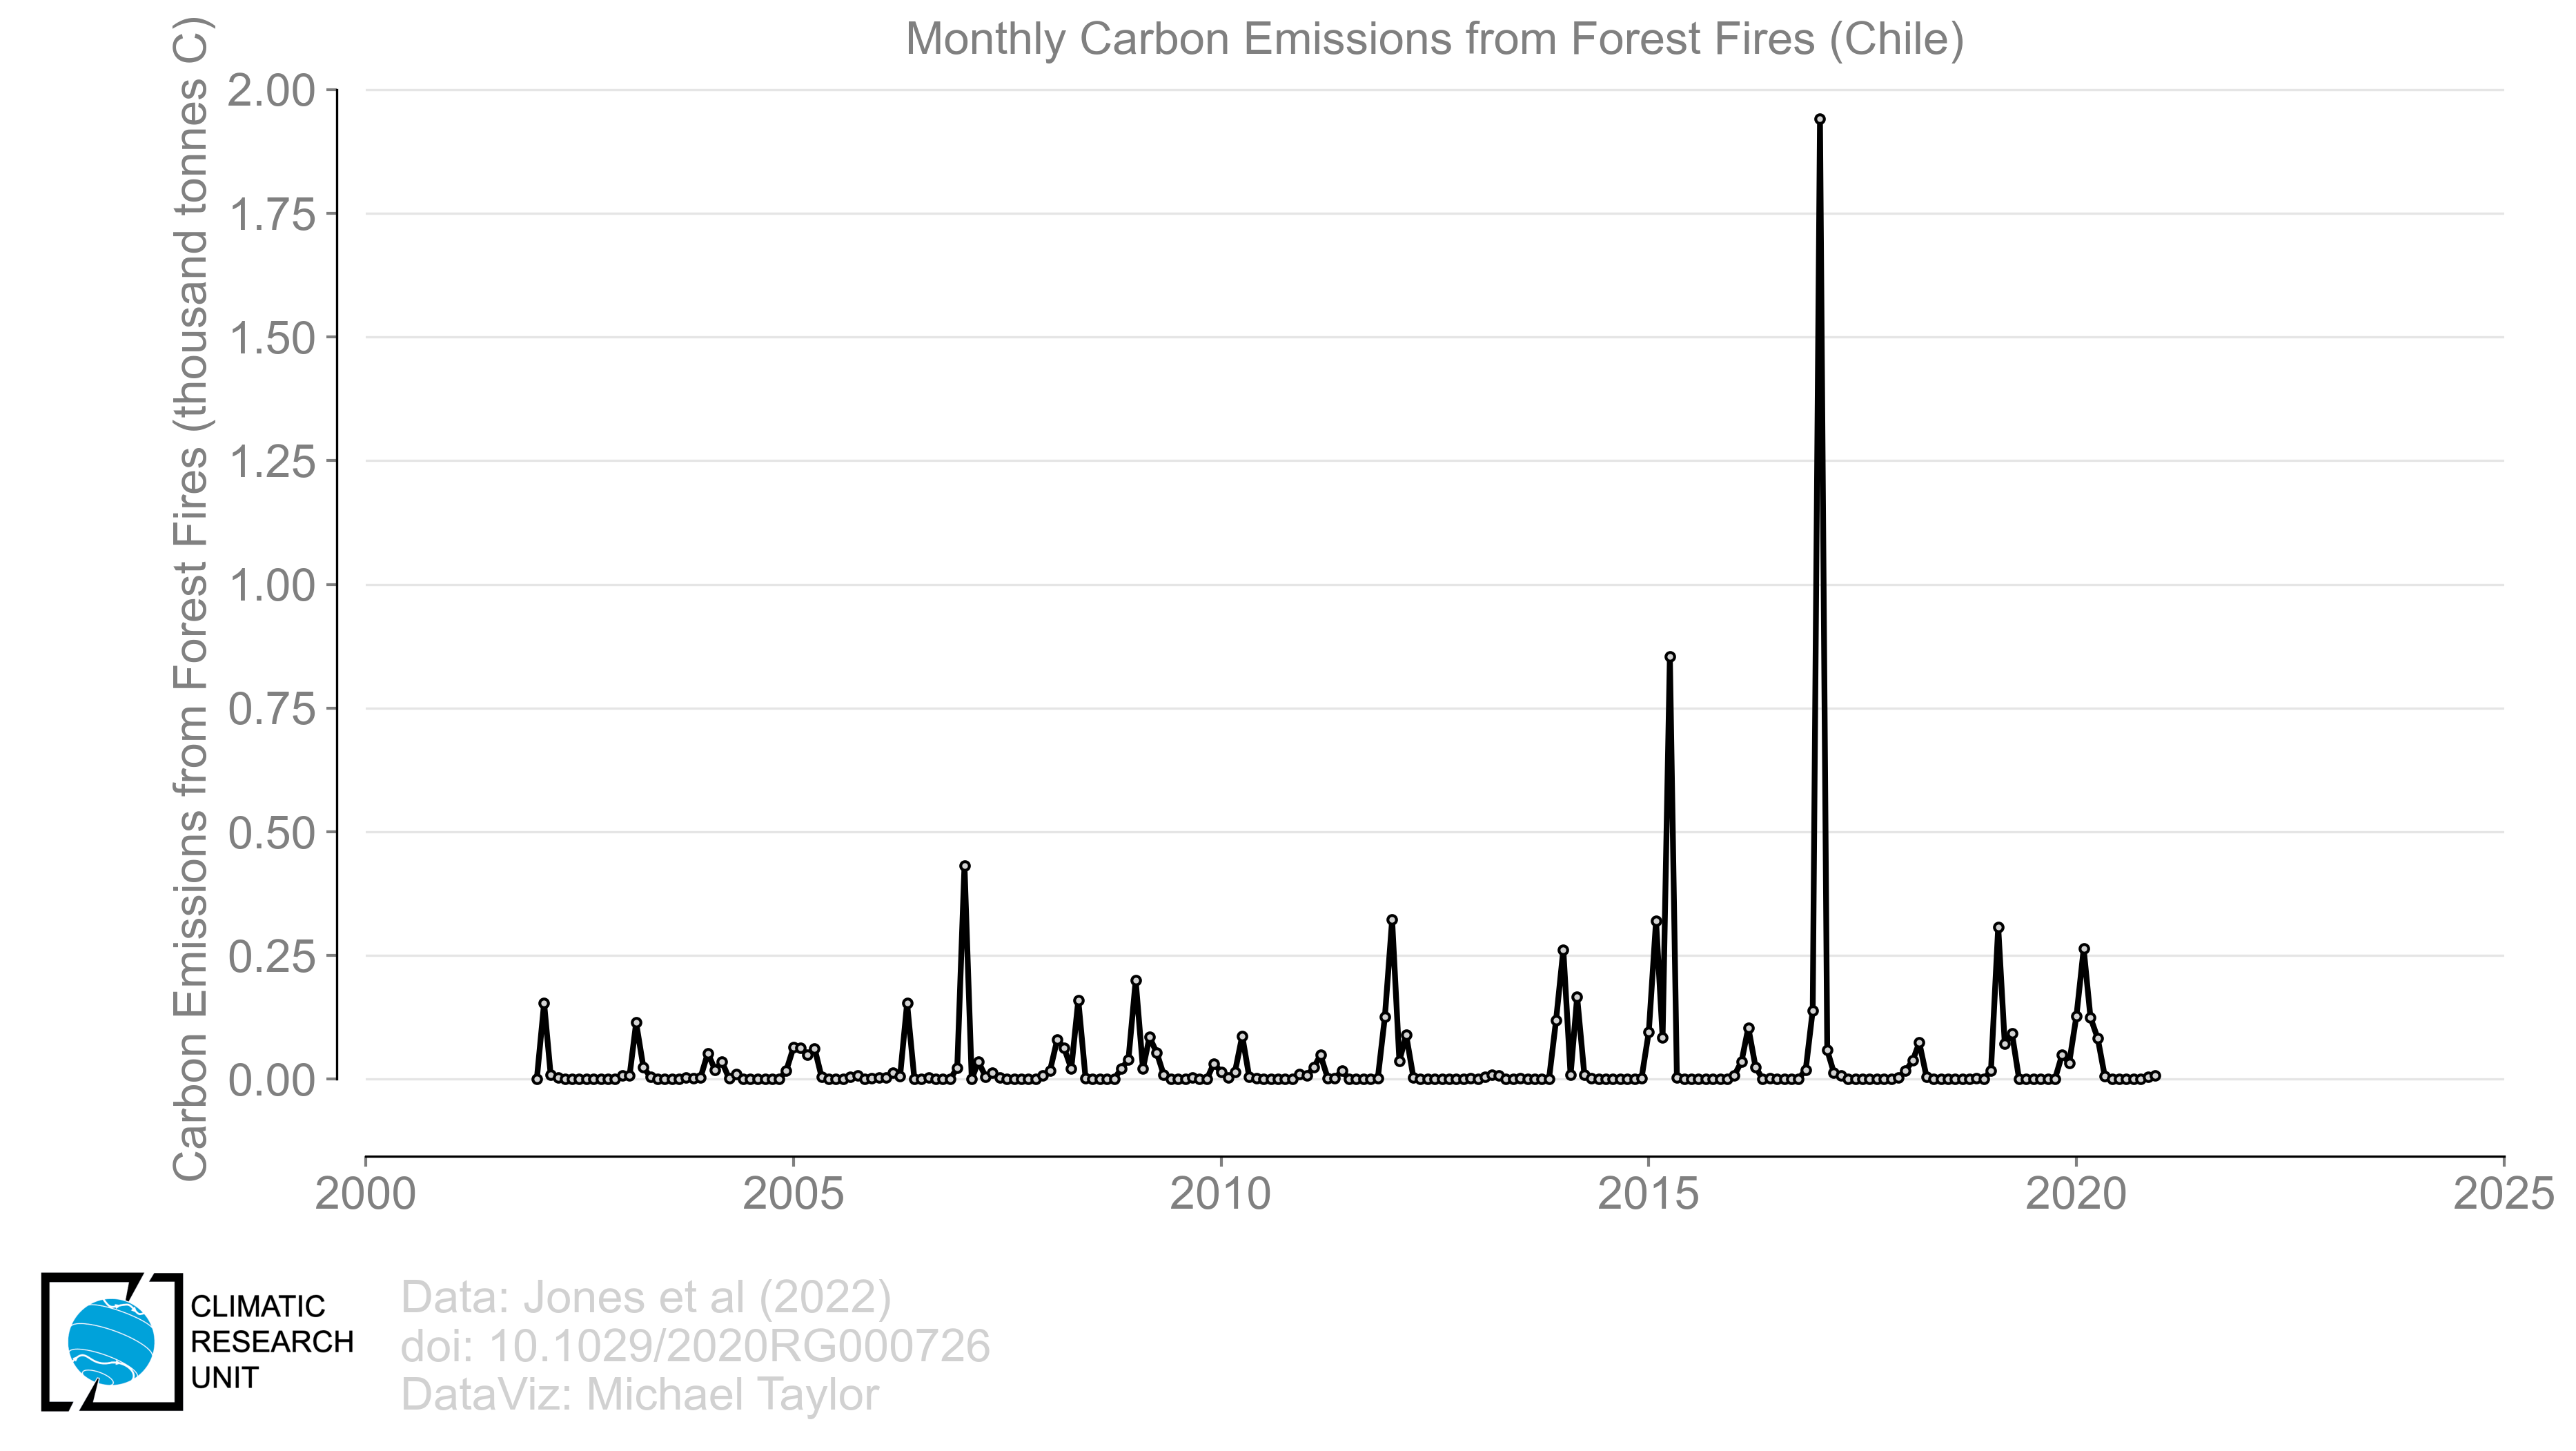 Monthly Carbon Emissions from Forest Fires (Chile)
Carbon Emissions from Forest Fires (thousand tonnes C)
2.00
1.75
1.50
1.25
1.00
0.75
0.50
0.25
0.00
2000
2005
2010
2015
2020
2025
CLIMATIC
RESEARCH
UNIT
Data: Jones et al (2022)
doi: 10.1029/2020RG000726
DataViz: Michael Taylor